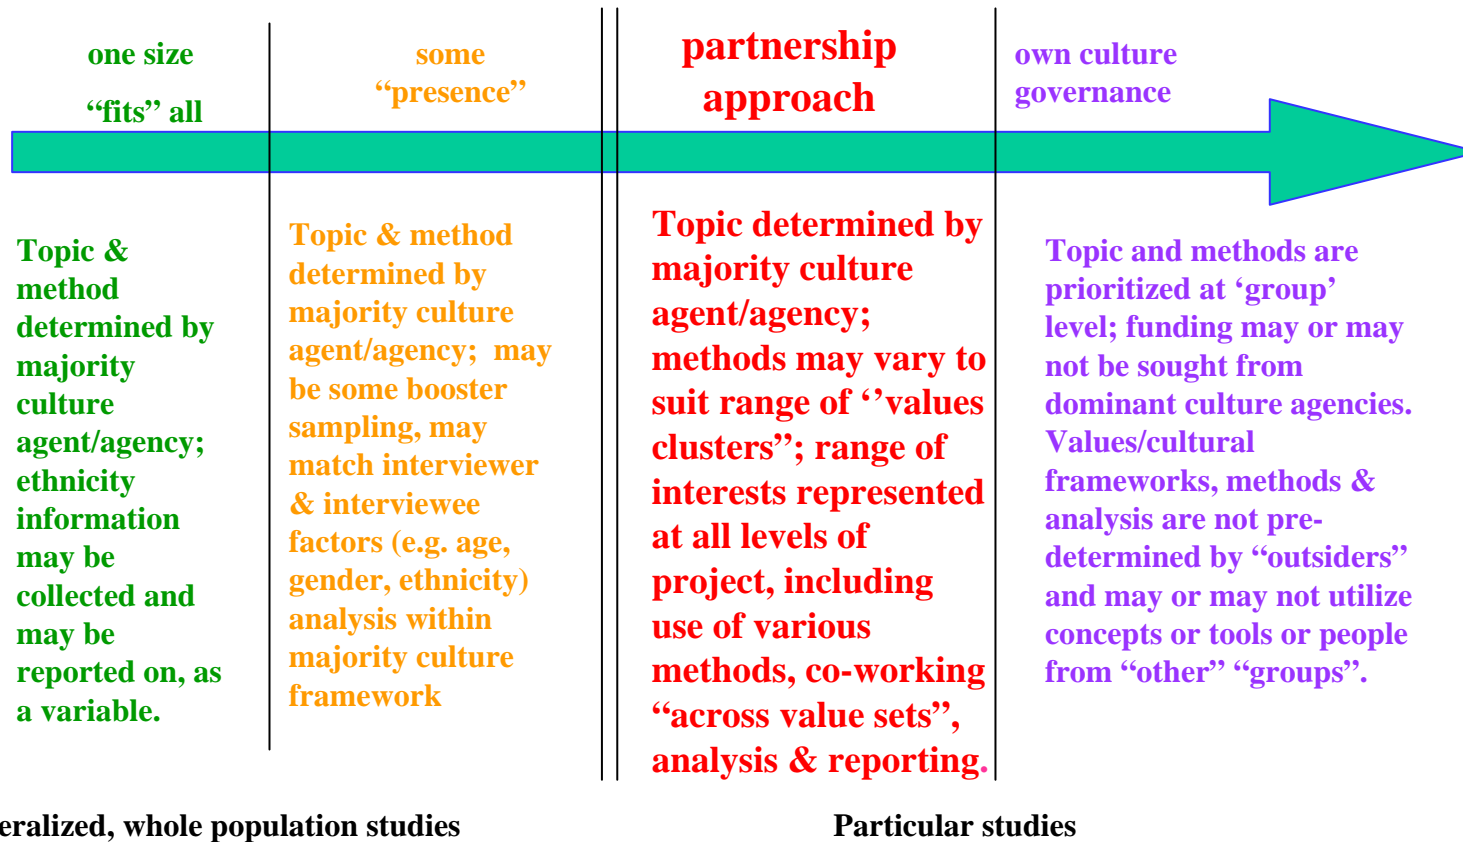 one size
“fits” all
some
“presence”
partnership
approach
own culture
governance
Topic &
method
determined by
majority
culture
agent/agency;
ethnicity
information
may be
collected and
may be
reported on, as
a variable.
Topic & method
determined by
majority culture
agent/agency;  may
be some booster
sampling, may
match interviewer
& interviewee
factors (e.g. age,
gender, ethnicity)
analysis within
majority culture
framework
Topic determined by
majority culture
agent/agency;
methods may vary to
suit range of ‘’values
clusters”; range of
interests represented
at all levels of
project, including
use of various
methods, co-working
“across value sets”,
analysis & reporting.
Topic and methods are
prioritized at ‘group’
level; funding may or may
not be sought from
dominant culture agencies.
Values/cultural
frameworks, methods &
analysis are not pre-
determined by “outsiders”
and may or may not utilize
concepts or tools or people
from “other” “groups”.
eralized, whole population studies
Particular studies